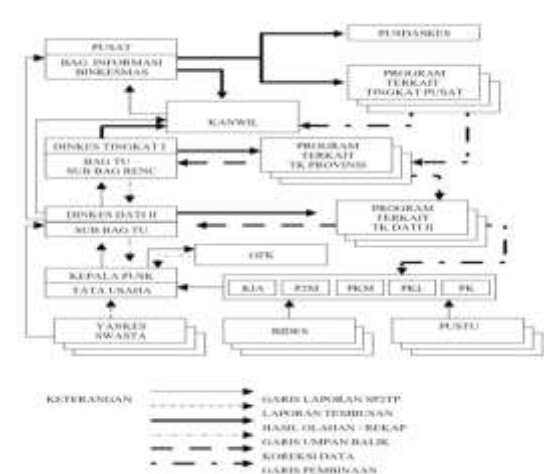 PUSAT
BAG. INFORMASI
BINKESMAS
PUSDASKES
PROGRAM
TERKAIT
TINGKAT PUSAT
KANWIL
DINKES TINGKAT I
BAG TU
SUB BAG RENC
PROGRAM
TERKAIT
TK PROVINSI
DINKES DATI II
SUB BAG TU
PROGRAM
TERKAIT
TK DATI II
GFK
KEPALA PUSK
TATA USAHA
KIA
P2M
PKM
PKL
PK
YANKES
SWASTA
BIDES
PUSTU
KETERANGAN
GARIS LAPORAN SP2TP
LAPORAN TEMBUSAN
HASIL OLAHAN / REKAP
GARIS UMPAN BALIK
KOREKSI DATA
GARIS PEMBINAAN